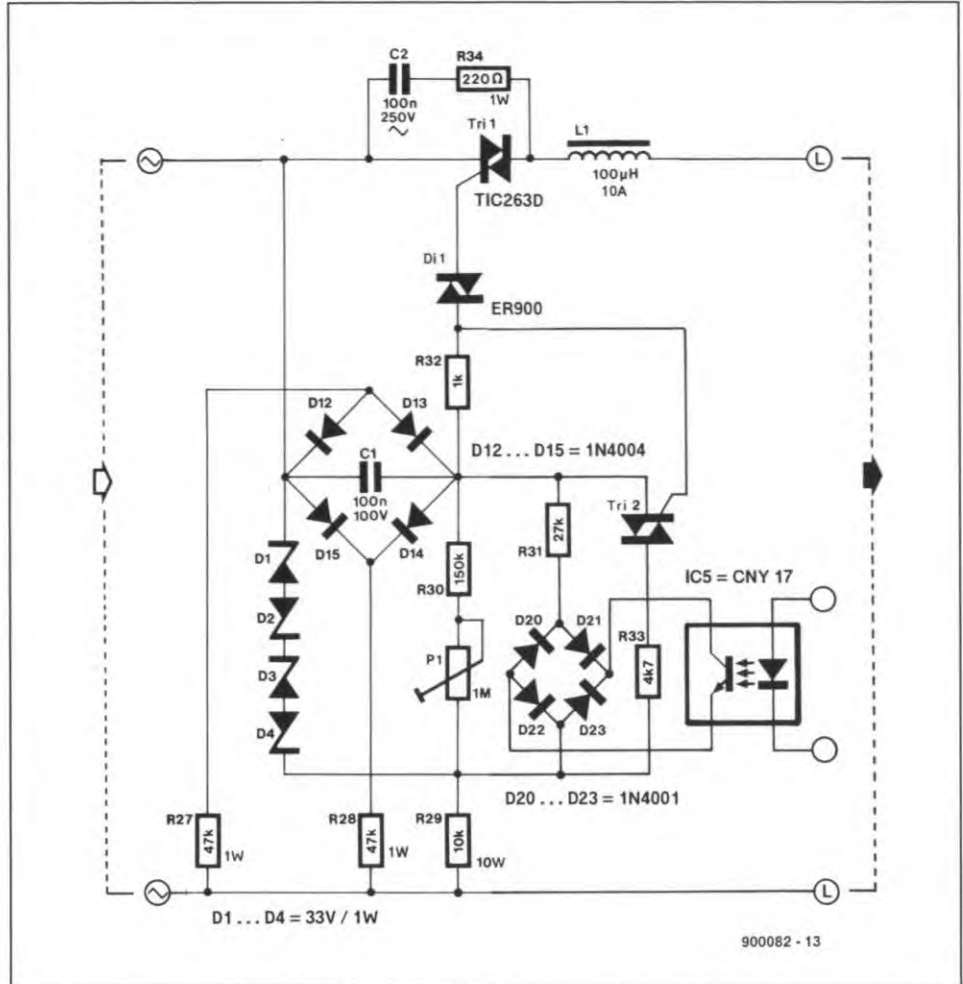 C2
100n
250V
R34
220Ω
1W
Tri 1
TIC263D
L1
100µH
10A
L
Di 1
ER900
R32
1k
D12
D13
C1
100n
100V
D15
D14
D12 . . . D15 = 1N4004
D1
D2
D3
D4
R30
150k
P1
1M
R31
27k
Tri 2
D20
D21
D22
D23
R33
4k7
IC5 = CNY 17
D20 . . . D23 = 1N4001
R27
47k
1W
R28
47k
1W
R29
10k
10W
L
D1 . . . D4 = 33V / 1W
900082 - 13